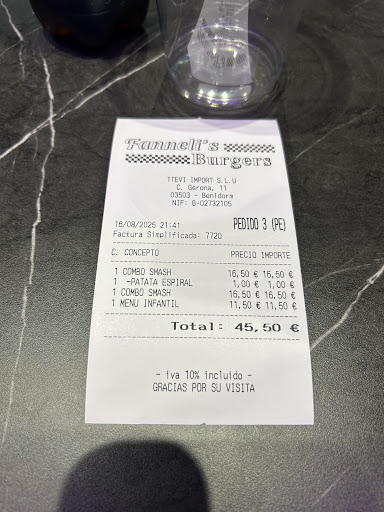 Fannell's
Burgers
TTEVI IMPORT S.L.U
C. Gerona, 11
03503 - Benidorm
NIF: B-02732105
16/08/2025 21:41 PEDIDO 3 (PE)
Factura Simplificada: 7720
C. CONCEPTO PRECIO IMPORTE
1 COMBO SMASH 16,50 € 16,50 €
1 -PATATA ESPIRAL 1,00 € 1,00 €
1 COMBO SMASH 16,50 € 16,50 €
1 MENU INFANTIL 11,50 € 11,50 €
Total: 45,50 €
- iva 10% incluido -
GRACIAS POR SU VISITA